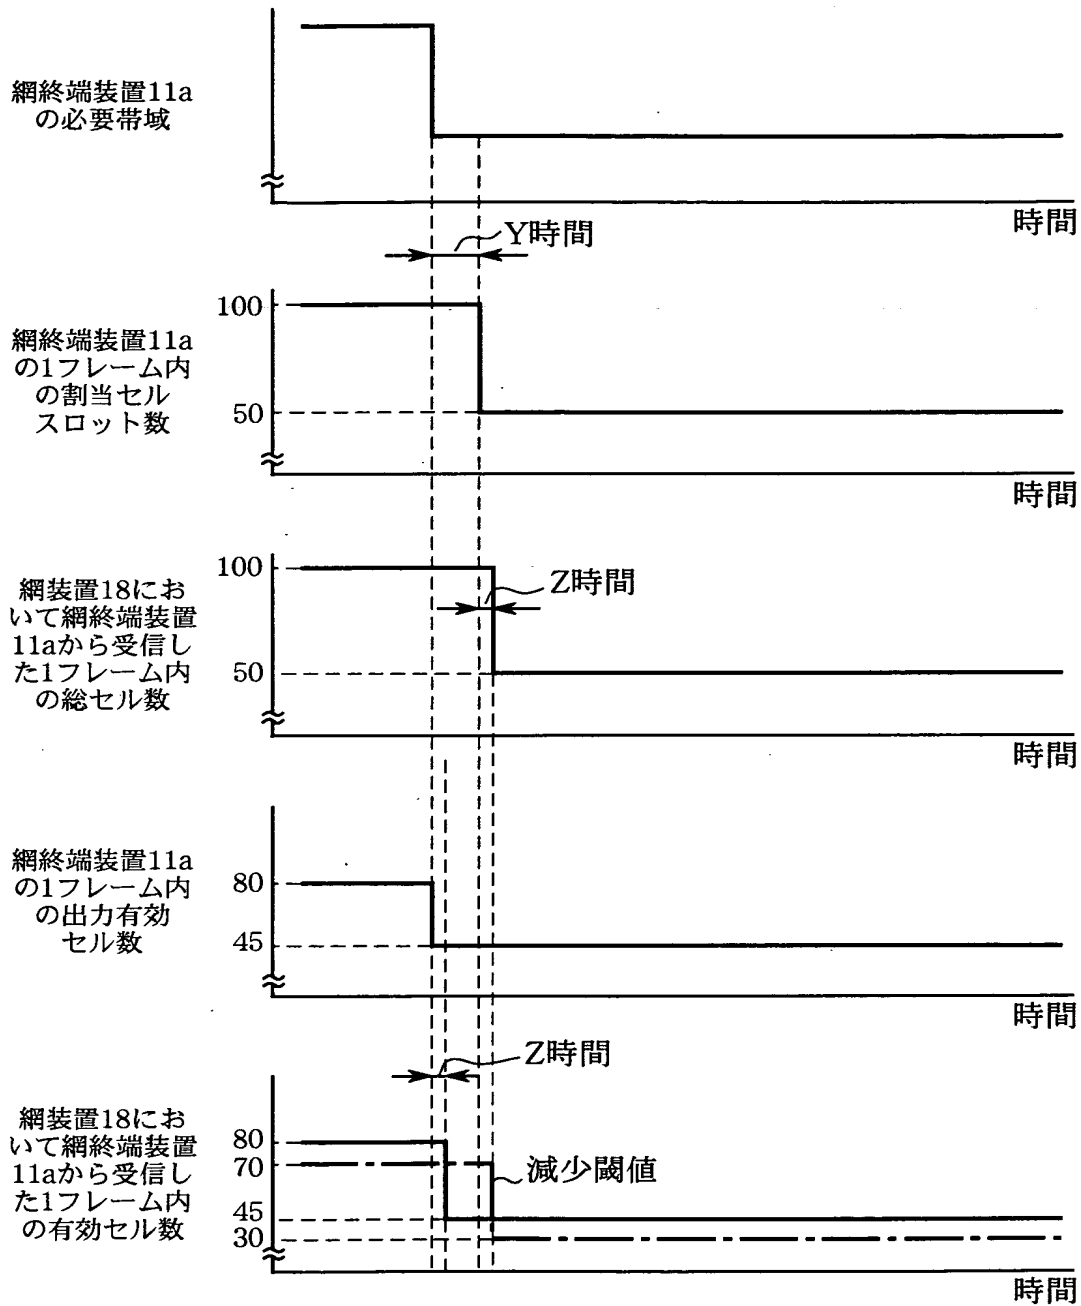 網終端装置11a
の必要帯域
時間
Y時間
網終端装置11a
の1フレーム内
の割当セル
スロット数
100
50
時間
網装置18にお
いて網終端装置
11aから受信し
た1フレーム内
の総セル数
100
50
Z時間
時間
網終端装置11a
の1フレーム内
の出力有効
セル数
80
45
時間
Z時間
網装置18にお
いて網終端装置
11aから受信し
た1フレーム内
の有効セル数
80
70
45
30
減少閾値
時間